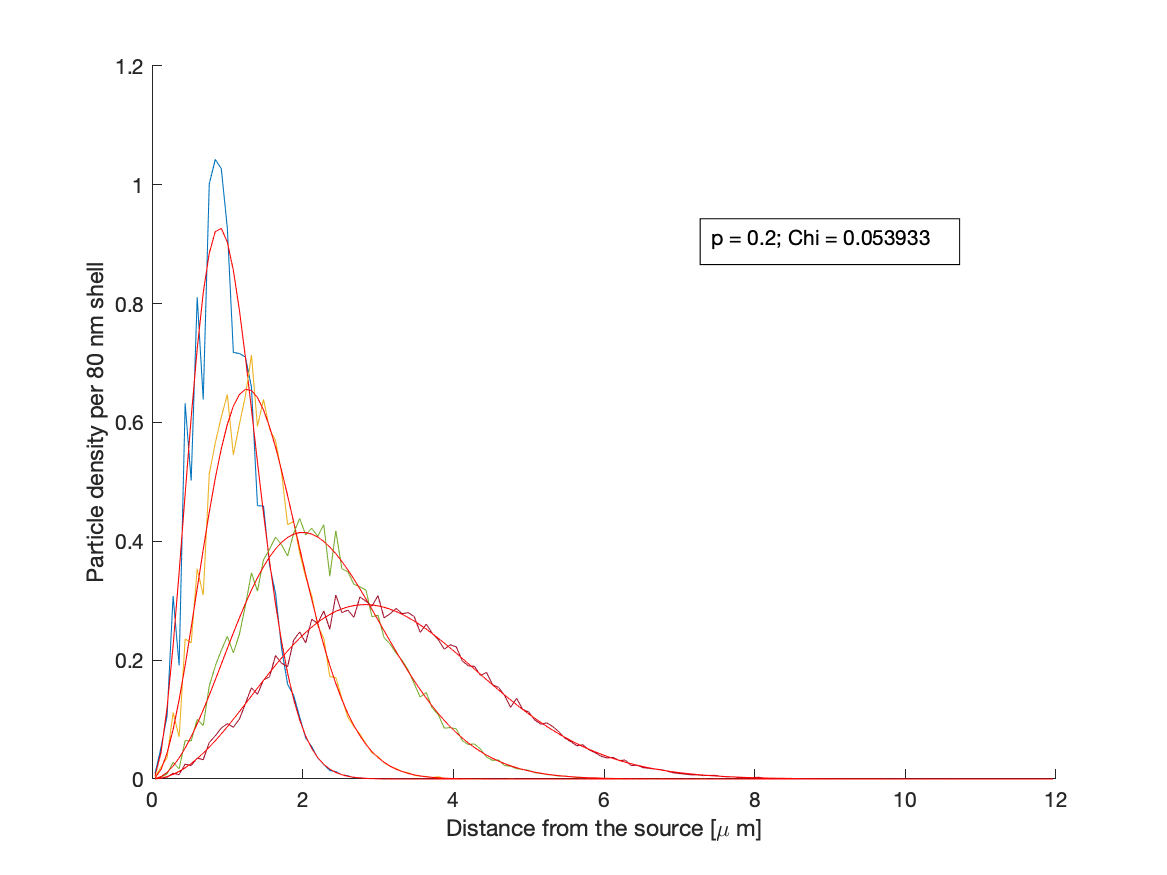 1.2
1
0.8
0.6
0.4
0.2
0
Particle density per 80 nm shell
p = 0.2; Chi = 0.053933
0 2 4 6 8 10 12
Distance from the source [μ m]